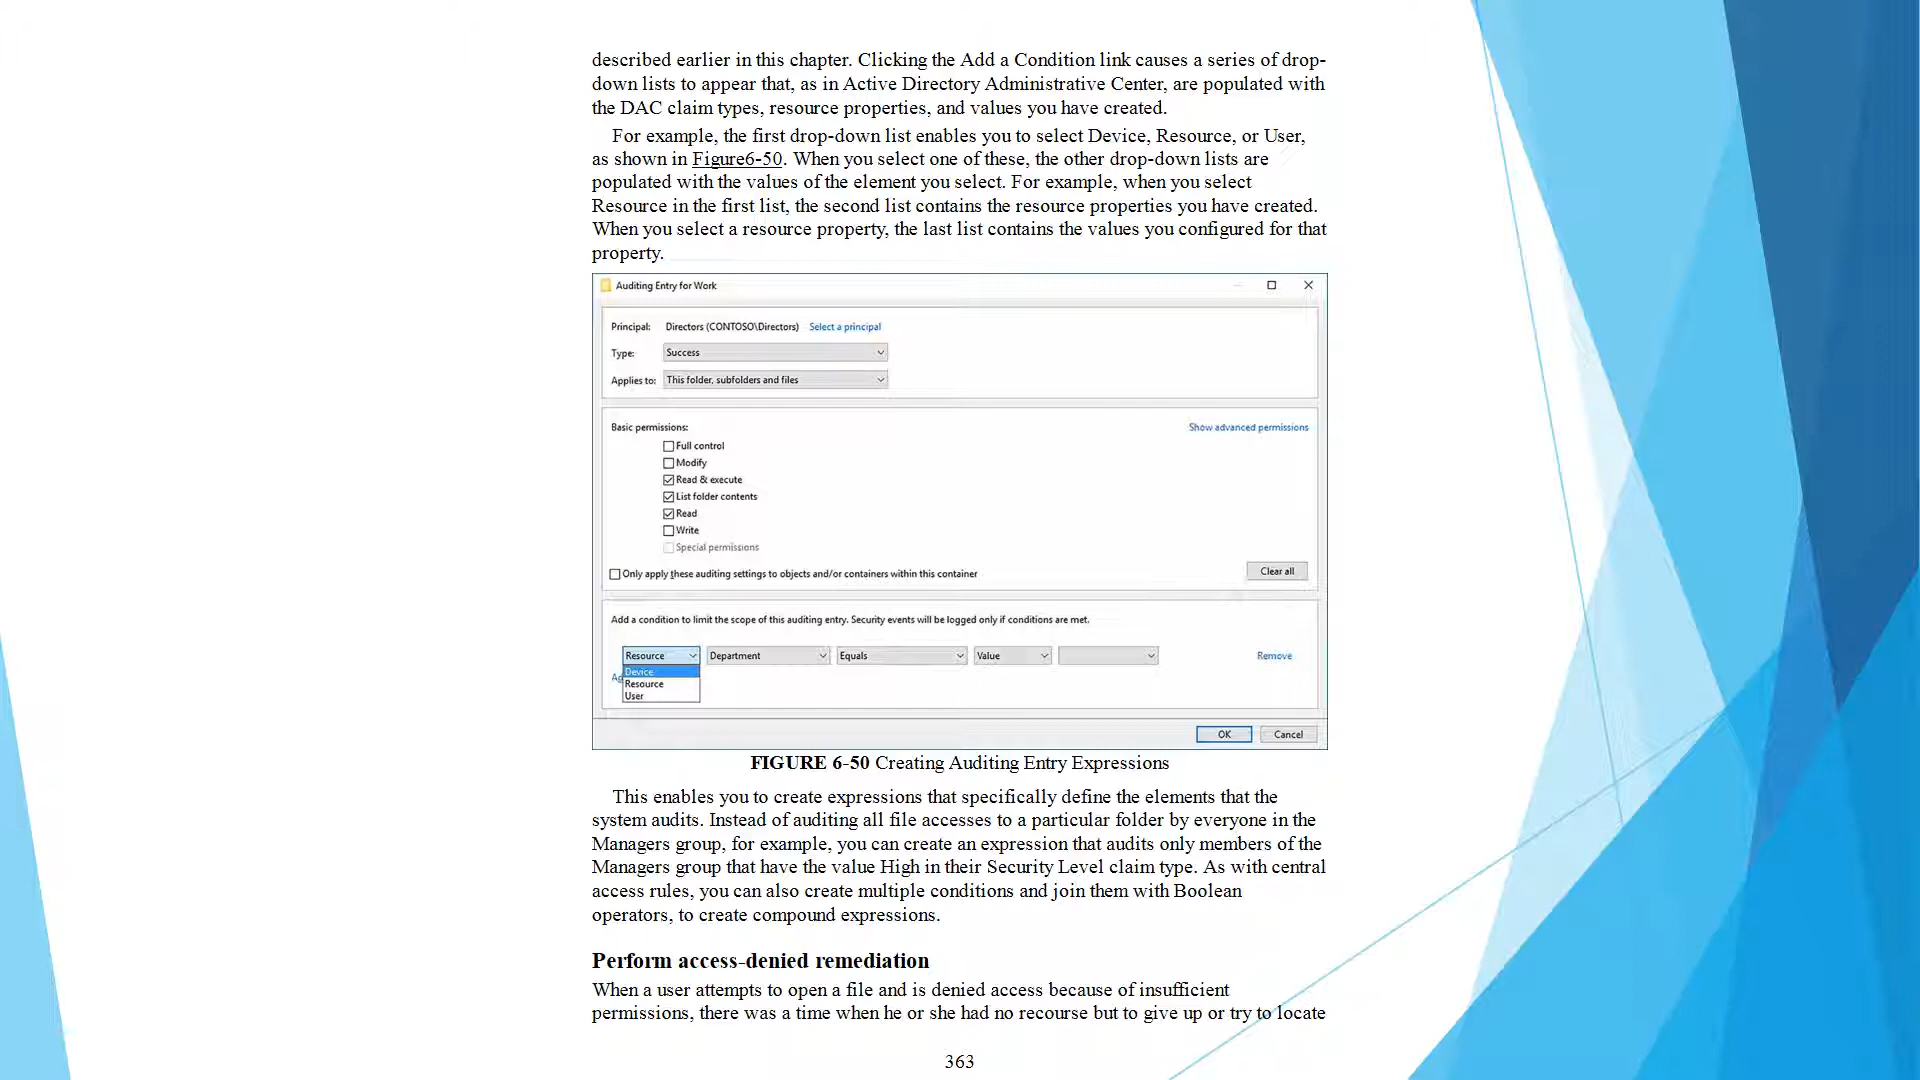 described earlier in this chapter. Clicking the Add a Condition link causes a series of drop-
down lists to appear that, as in Active Directory Administrative Center, are populated with
the DAC claim types, resource properties, and values you have created.
For example, the first drop-down list enables you to select Device, Resource, or User,
as shown in Figure6-50. When you select one of these, the other drop-down lists are
populated with the values of the element you select. For example, when you select
Resource in the first list, the second list contains the resource properties you have created.
When you select a resource property, the last list contains the values you configured for that
property.
Auditing Entry for Work
Principal: Directors (CONTOSO\Directors) Select a principal
Type: Success
Applies to: This folder, subfolders and files
Basic permissions: Show advanced permissions
Full control
Modify
Read & execute
List folder contents
Read
Write
Special permissions
Only apply these auditing settings to objects and/or containers within this container Clear all
Add a condition to limit the scope of this auditing entry. Security events will be logged only if conditions are met.
Resource Department Equals Value Remove
Device
Resource
User
OK Cancel
FIGURE 6-50 Creating Auditing Entry Expressions
This enables you to create expressions that specifically define the elements that the
system audits. Instead of auditing all file accesses to a particular folder by everyone in the
Managers group, for example, you can create an expression that audits only members of the
Managers group that have the value High in their Security Level claim type. As with central
access rules, you can also create multiple conditions and join them with Boolean
operators, to create compound expressions.
Perform access-denied remediation
When a user attempts to open a file and is denied access because of insufficient
permissions, there was a time when he or she had no recourse but to give up or try to locate
363